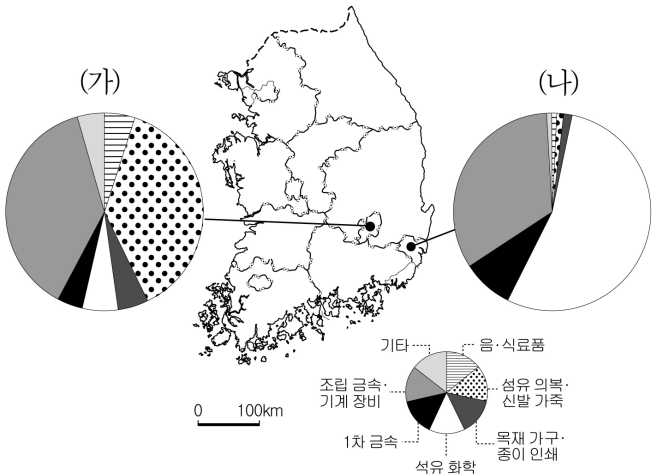 (가)
(나)
기타
음·식료품
조립 금속·
기계 장비
섬유 의복·
신발 가죽
1차 금속
목재 가구·
종이 인쇄
석유 화학
0 100km